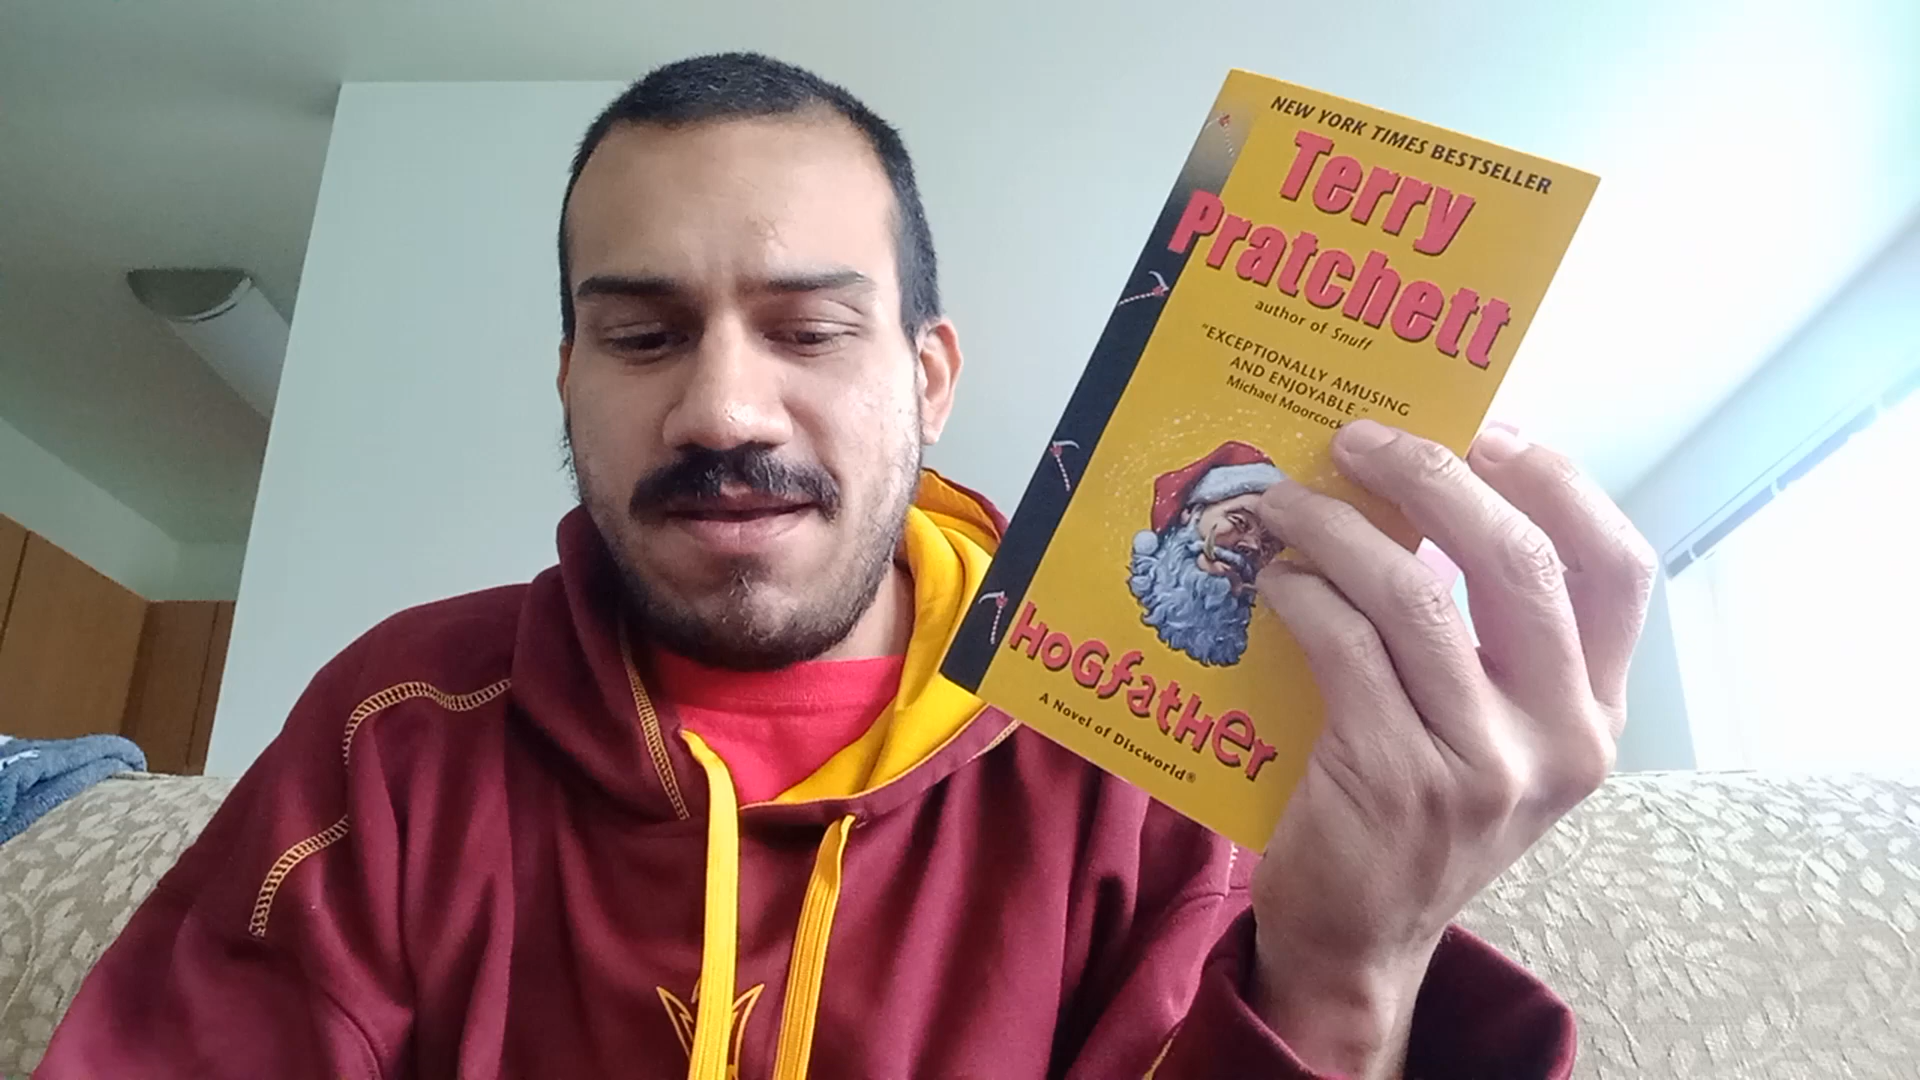 NEW YORK TIMES BESTSELLER
Terry
Pratchett
author of Snuff
"EXCEPTIONALLY AMUSING
AND ENJOYABLE."
Michael Moorcock
HOGfatHer
A Novel of Discworld®